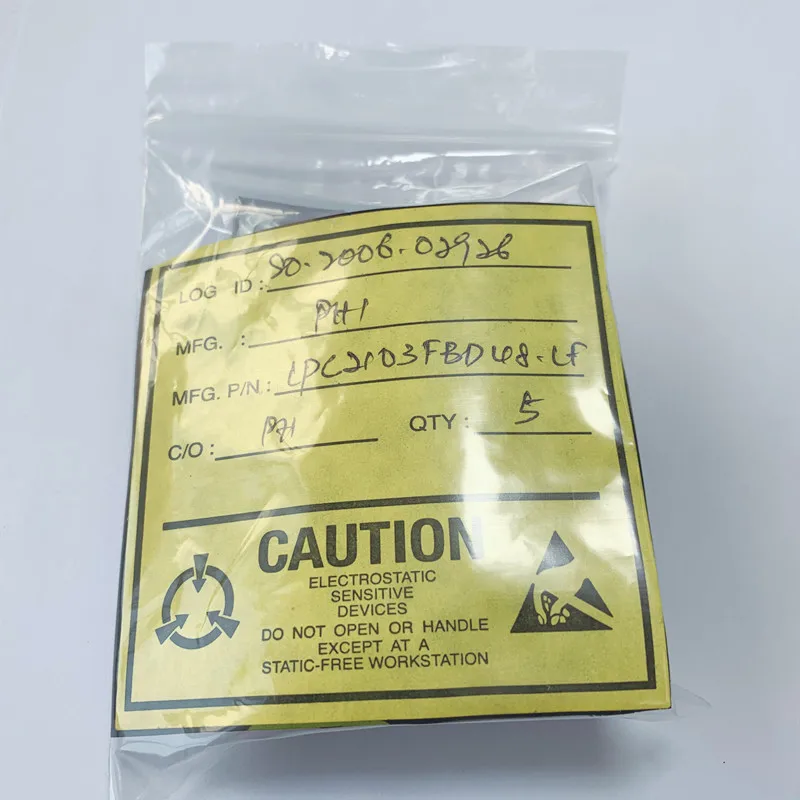 LOG ID: SO-2006-02926
MFG. : PHI
MFG. P/N: LPC2103FBD48-LF
C/O: PH QTY: 5
CAUTION
ELECTROSTATIC
SENSITIVE
DEVICES
DO NOT OPEN OR HANDLE
EXCEPT AT A
STATIC-FREE WORKSTATION